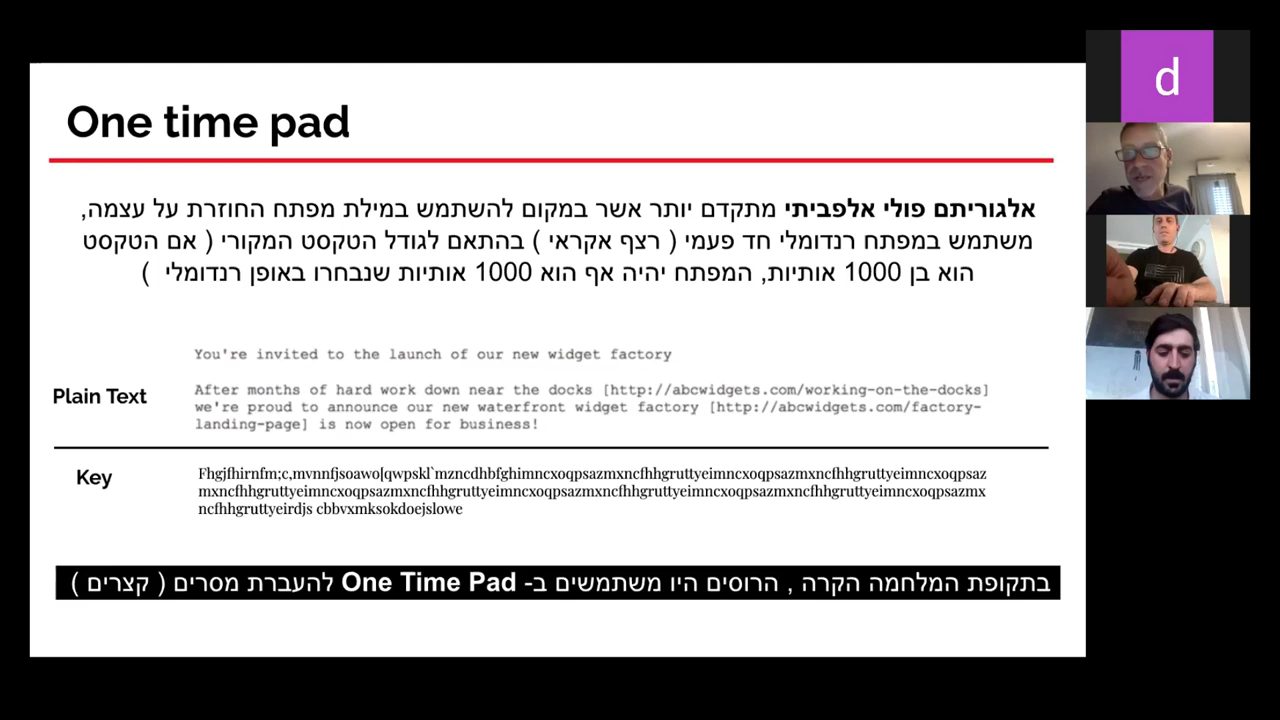 One time pad
אלגוריתם פולי אלפביתי מתקדם יותר אשר במקום להשתמש במילת מפתח החוזרת על עצמה,
משתמש במפתח רנדומלי חד פעמי ( רצף אקראי ) בהתאם לגודל הטקסט המקורי ( אם הטקסט
הוא בן 1000 אותיות, המפתח יהיה אף הוא 1000 אותיות שנבחרו באופן רנדומלי )
Plain Text
You're invited to the launch of our new widget factory
After months of hard work down near the docks [http://abcwidgets.com/working-on-the-docks]
we're proud to announce our new waterfront widget factory [http://abcwidgets.com/factory-
landing-page] is now open for business!
Key
Fhgjfhirnfm;c,mvnnfjsoawo[qwpskl`mzncdhbfghimncxoqpsazmxncfhhgruttyeimncxoqpsazmxncfhhgruttyeimncxoqpsaz
mxncfhhgruttyeimncxoqpsazmxncfhhgruttyeimncxoqpsazmxncfhhgruttyeimncxoqpsazmxncfhhgruttyeimncxoqpsazmx
ncfhhgruttyeirdjs cbbvxmksokdoejslowe
בתקופת המלחמה הקרה , הרוסים היו משתמשים ב- One Time Pad להעברת מסרים ( קצרים )
d